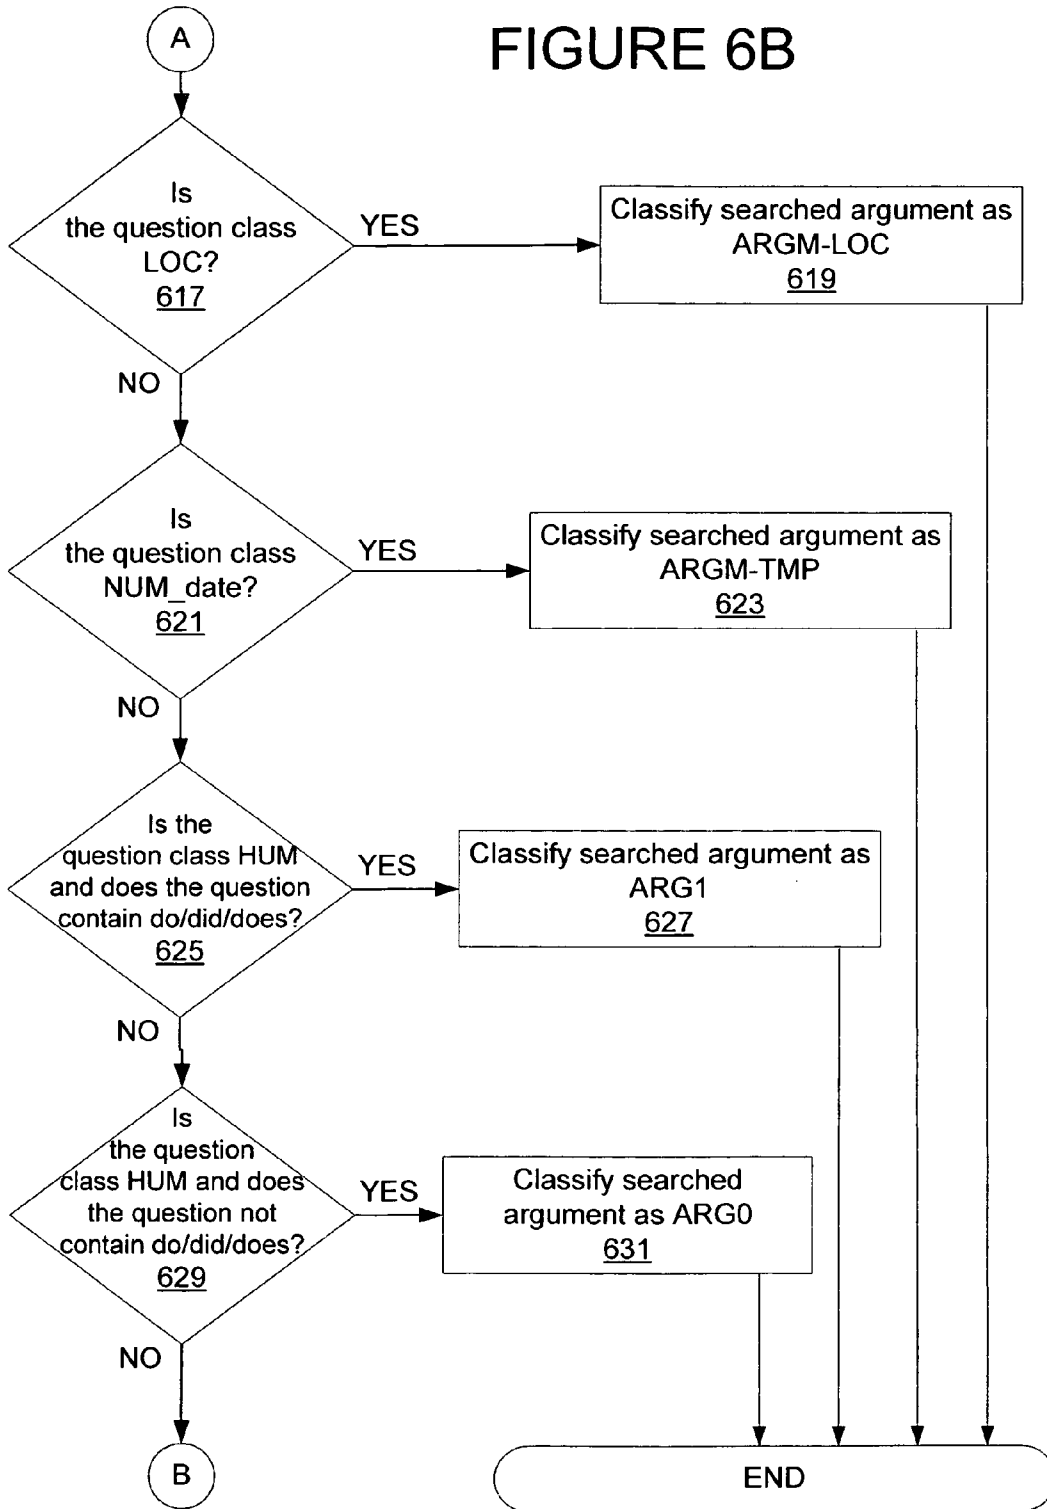 A
FIGURE 6B
Is
the question class
LOC?
617
YES
Classify searched argument as
ARGM-LOC
619
NO
Is
the question class
NUM_date?
621
YES
Classify searched argument as
ARGM-TMP
623
NO
Is the
question class HUM
and does the question
contain do/did/does?
625
YES
Classify searched argument as
ARG1
627
NO
Is
the question
class HUM and does
the question not
contain do/did/does?
629
YES
Classify searched
argument as ARG0
631
NO
B
END